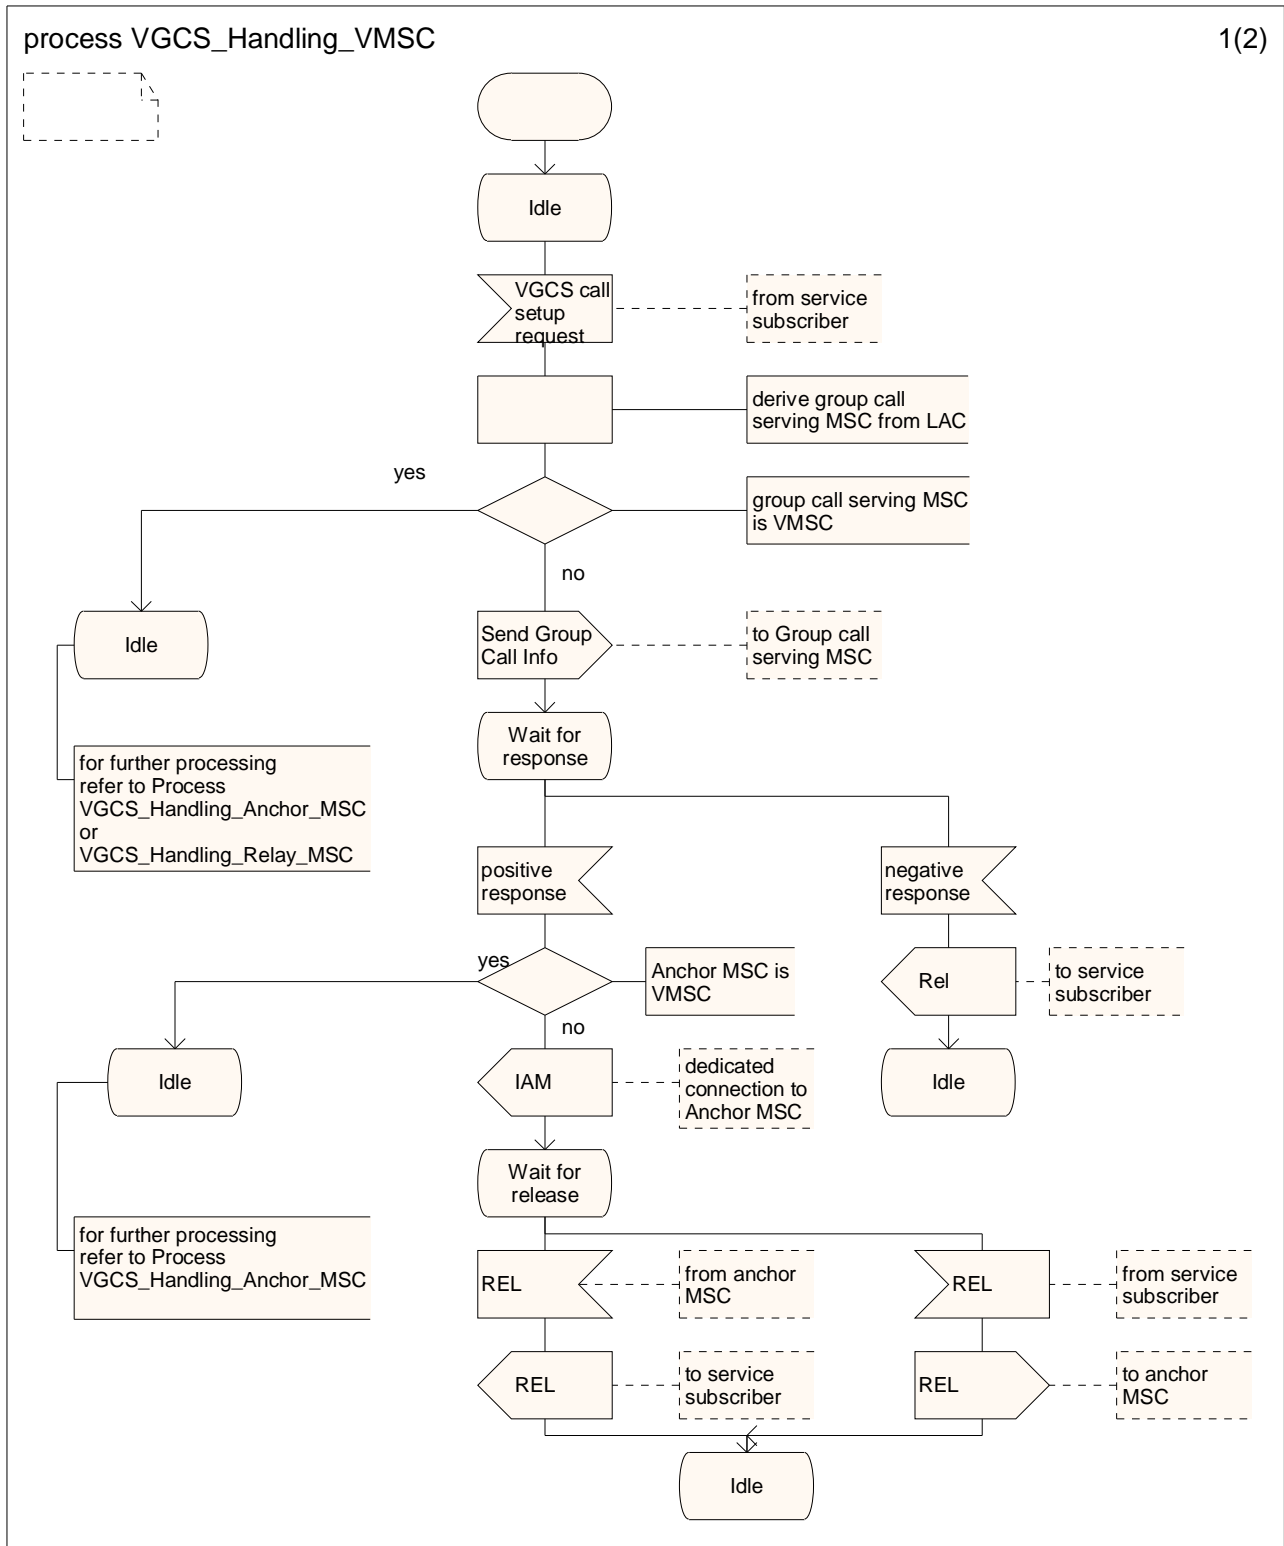 process VGCS_Handling_VMSC
1(2)
Idle
VGCS call
setup
request
from service
subscriber
derive group call
serving MSC from LAC
yes
group call serving MSC
is VMSC
no
Idle
Send Group
Call Info
to Group call
serving MSC
Wait for
response
for further processing
refer to Process
VGCS_Handling_Anchor_MSC
or
VGCS_Handling_Relay_MSC
positive
response
negative
response
yes
Anchor MSC is
VMSC
Rel
to service
subscriber
no
Idle
IAM
dedicated
connection to
Anchor MSC
Idle
Wait for
release
for further processing
refer to Process
VGCS_Handling_Anchor_MSC
REL
from anchor
MSC
REL
from service
subscriber
REL
to service
subscriber
REL
to anchor
MSC
Idle